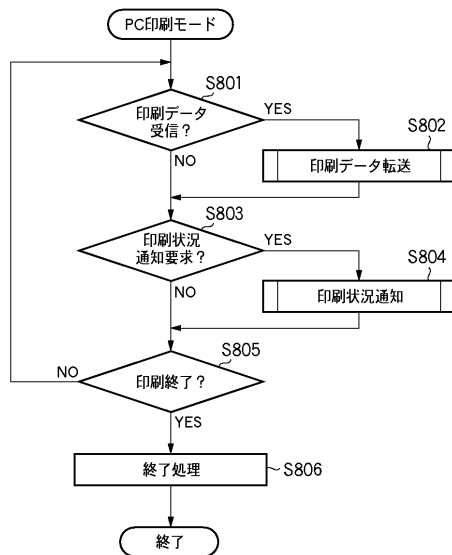 PC印刷モード
S801
印刷データ
受信？
YES
NO
S802
印刷データ転送
S803
印刷状況
通知要求？
YES
NO
S804
印刷状況通知
S805
印刷終了？
NO
YES
終了処理
S806
終了